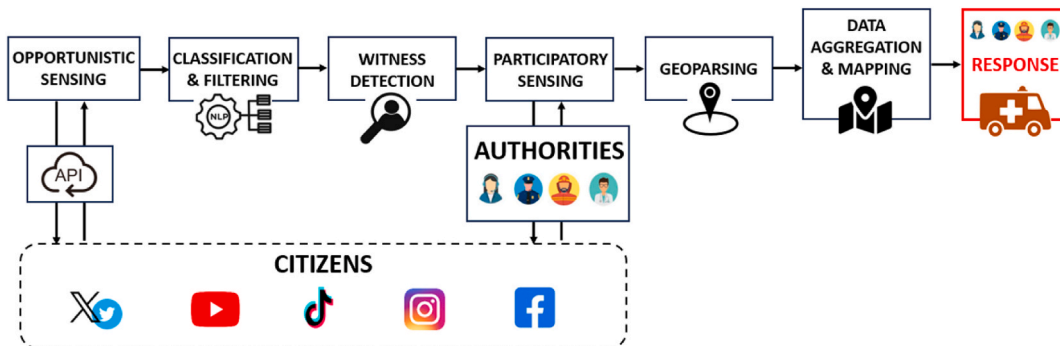 OPPORTUNISTIC
SENSING
CLASSIFICATION
& FILTERING
NLP
WITNESS
DETECTION
PARTICIPATORY
SENSING
GEOPARSING
DATA
AGGREGATION
& MAPPING
RESPONSE
API
AUTHORITIES
CITIZENS